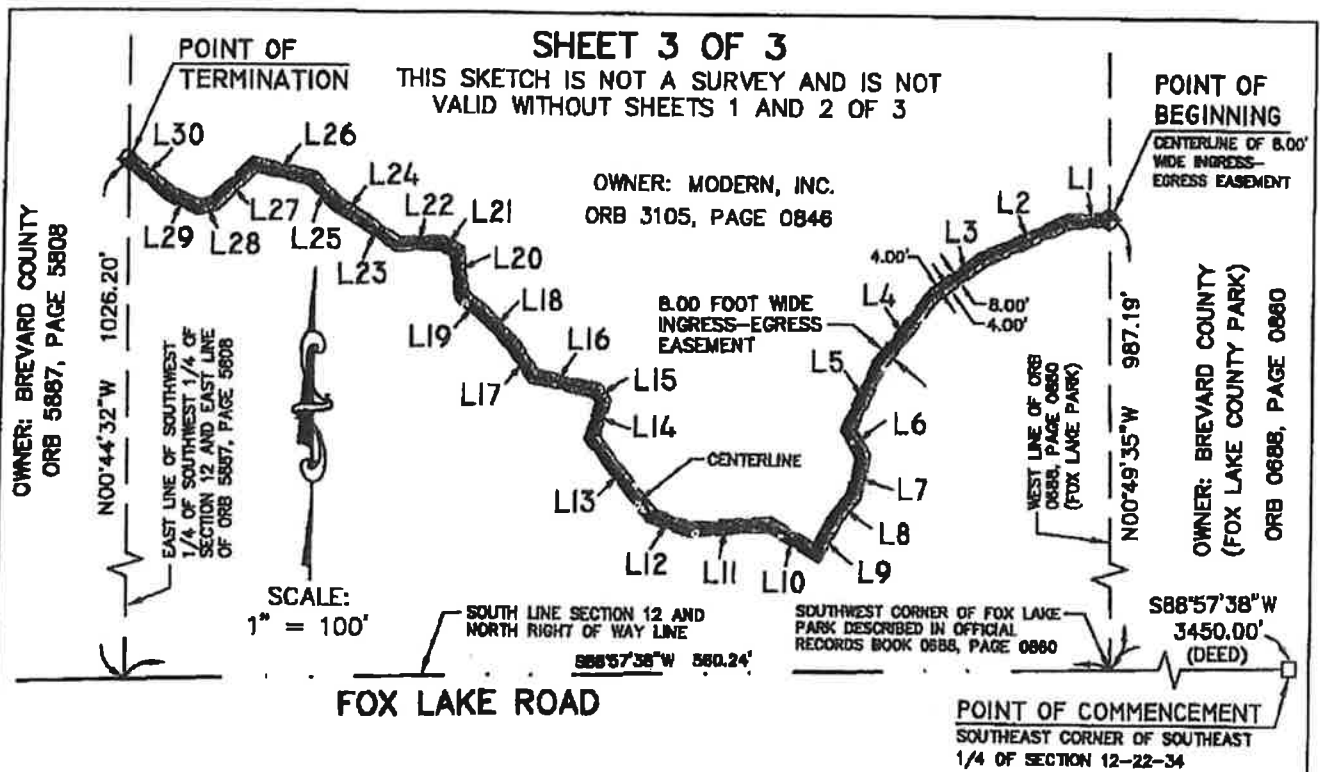 SHEET 3 OF 3
THIS SKETCH IS NOT A SURVEY AND IS NOT
VALID WITHOUT SHEETS 1 AND 2 OF 3
POINT OF
TERMINATION
POINT OF
BEGINNING
CENTERLINE OF 8.00'
WIDE INGRESS-
EGRESS EASEMENT
OWNER: MODERN, INC.
ORB 3105, PAGE 0846
L30
L26
L24
L22
L21
L27
L29
L28
L25
L23
L20
L19
L18
L17
L16
L15
L14
L13
L12
L11
L10
L9
L8
L7
L6
L5
L4
L3
L2
L1
4.00'
8.00'
4.00'
8.00 FOOT WIDE
INGRESS-EGRESS
EASEMENT
CENTERLINE
OWNER: BREVARD COUNTY
ORB 5887, PAGE 5808
N00°44'32"W 1026.20'
EAST LINE OF SOUTHWEST
1/4 OF SOUTHWEST 1/4 OF
SECTION 12 AND EAST LINE
OF ORB 5887, PAGE 5808
WEST LINE OF ORB
0688, PAGE 0860
(FOX LAKE PARK)
N00°49'35"W 987.19'
OWNER: BREVARD COUNTY
(FOX LAKE COUNTY PARK)
ORB 0688, PAGE 0860
SCALE:
1" = 100'
SOUTH LINE SECTION 12 AND
NORTH RIGHT OF WAY LINE
S88°57'38"W 560.24'
SOUTHWEST CORNER OF FOX LAKE
PARK DESCRIBED IN OFFICIAL
RECORDS BOOK 0688, PAGE 0860
S88°57'38"W
3450.00'
(DEED)
FOX LAKE ROAD
POINT OF COMMENCEMENT
SOUTHEAST CORNER OF SOUTHEAST
1/4 OF SECTION 12-22-34